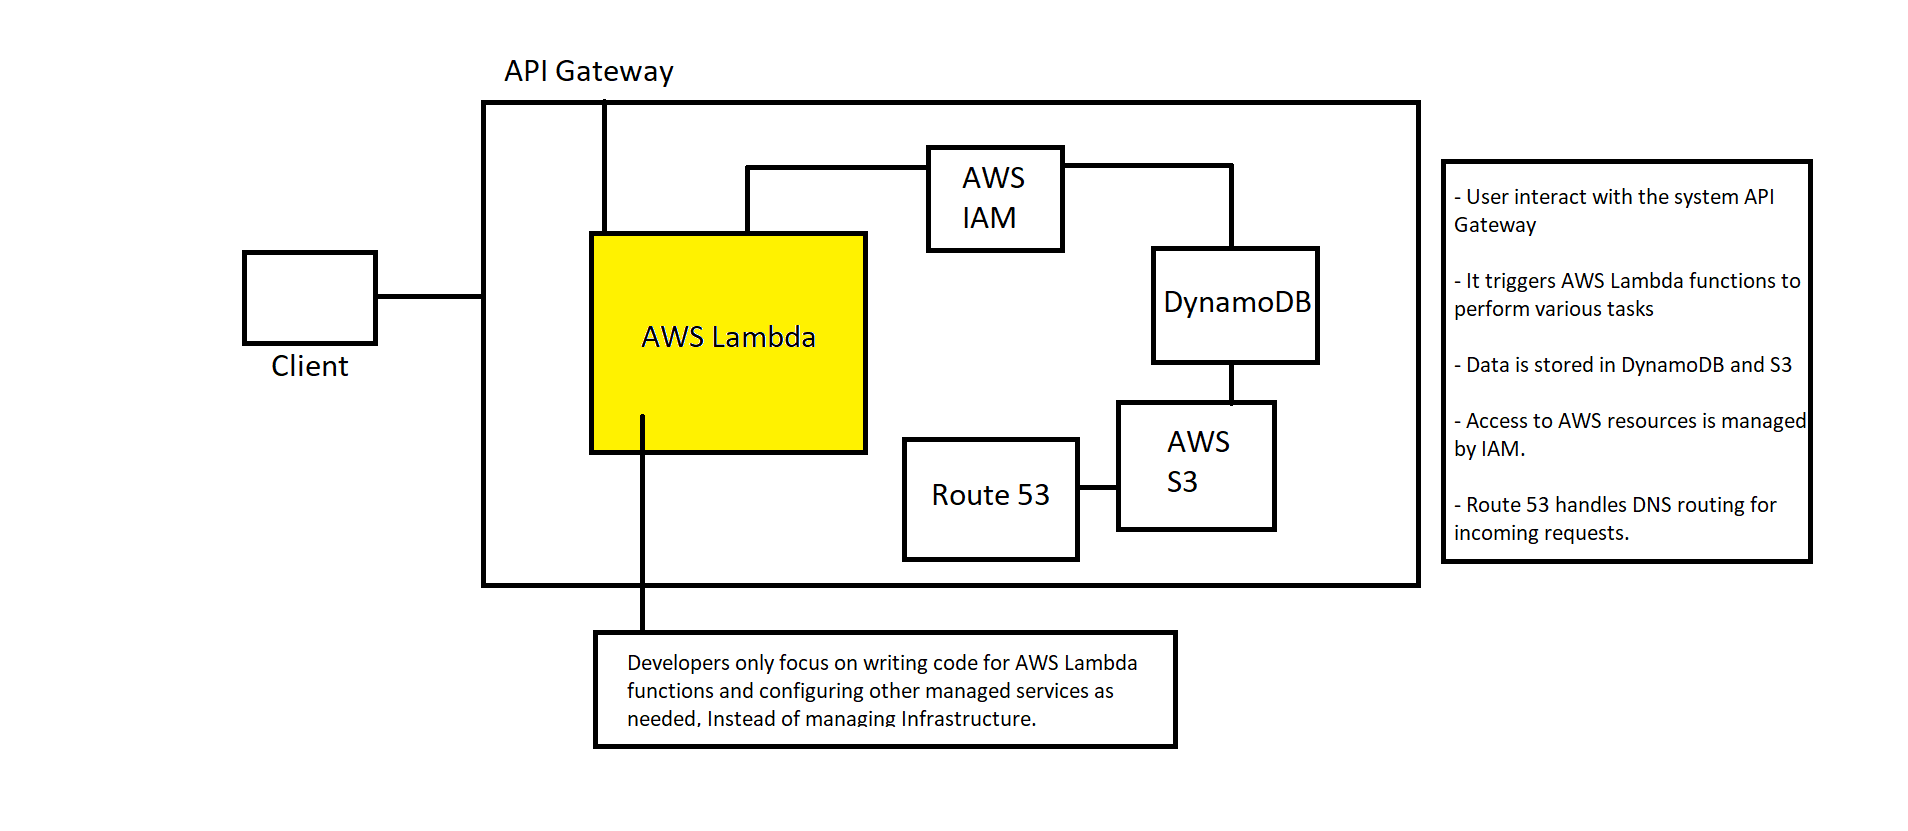 API Gateway
AWS
IAM
- User interact with the system API
Gateway
- It triggers AWS Lambda functions to
perform various tasks
- Data is stored in DynamoDB and S3
- Access to AWS resources is managed
by IAM.
- Route 53 handles DNS routing for
incoming requests.
DynamoDB
AWS Lambda
Client
AWS
S3
Route 53
Developers only focus on writing code for AWS Lambda
functions and configuring other managed services as
needed, Instead of managing Infrastructure.